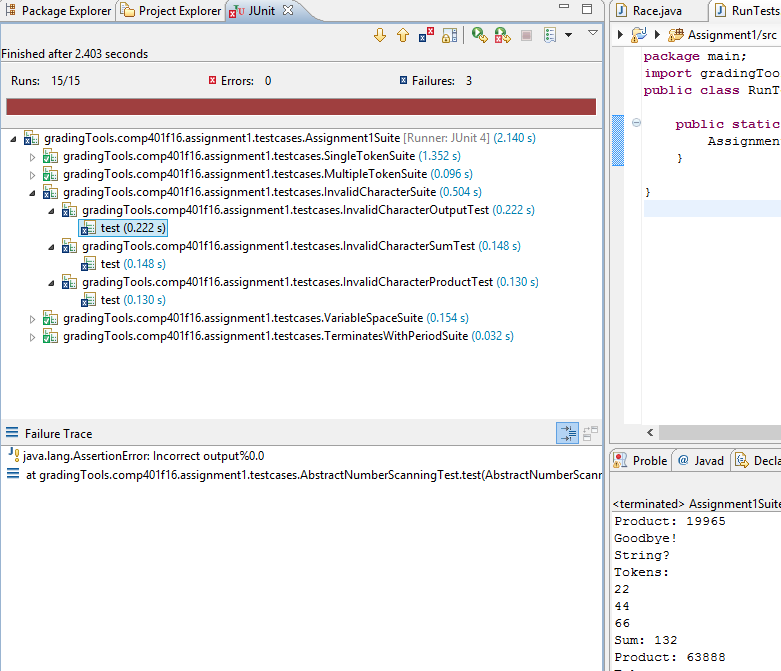 Package Explorer Project Explorer JUnit
Finished after 2.403 seconds
Runs: 15/15 Errors: 0 Failures: 3
gradingTools.comp401f16.assignment1.testcases.Assignment1Suite [Runner: JUnit 4] (2.140 s)
gradingTools.comp401f16.assignment1.testcases.SingleTokenSuite (1.352 s)
gradingTools.comp401f16.assignment1.testcases.MultipleTokenSuite (0.096 s)
gradingTools.comp401f16.assignment1.testcases.InvalidCharacterSuite (0.504 s)
gradingTools.comp401f16.assignment1.testcases.InvalidCharacterOutputTest (0.222 s)
test (0.222 s)
gradingTools.comp401f16.assignment1.testcases.InvalidCharacterSumTest (0.148 s)
test (0.148 s)
gradingTools.comp401f16.assignment1.testcases.InvalidCharacterProductTest (0.130 s)
test (0.130 s)
gradingTools.comp401f16.assignment1.testcases.VariableSpaceSuite (0.154 s)
gradingTools.comp401f16.assignment1.testcases.TerminatesWithPeriodSuite (0.032 s)
Failure Trace
java.lang.AssertionError: Incorrect output%0.0
at gradingTools.comp401f16.assignment1.testcases.AbstractNumberScanningTest.test(AbstractNumberScann
Race.java RunTests
Assignment1/src
package main;
import gradingToo
public class RunTe
public static
Assignment
}
}
Proble Javad Decla
<terminated> Assignment1Suite
Product: 19965
Goodbye!
String?
Tokens:
22
44
66
Sum: 132
Product: 63888